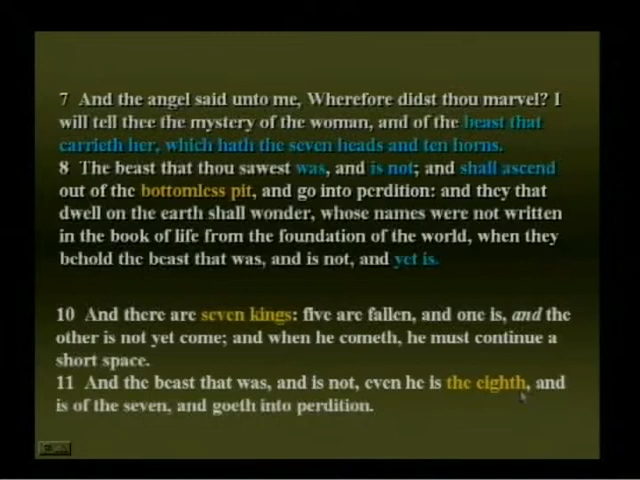 7 And the angel said unto me, Wherefore didst thou marvel? I
will tell thee the mystery of the woman, and of the beast that
carrieth her, which hath the seven heads and ten horns.
8 The beast that thou sawest was, and is not; and shall ascend
out of the bottomless pit, and go into perdition: and they that
dwell on the earth shall wonder, whose names were not written
in the book of life from the foundation of the world, when they
behold the beast that was, and is not, and yet is.
10 And there are seven kings: five are fallen, and one is, and the
other is not yet come; and when he cometh, he must continue a
short space.
11 And the beast that was, and is not, even he is the eighth, and
is of the seven, and goeth into perdition.